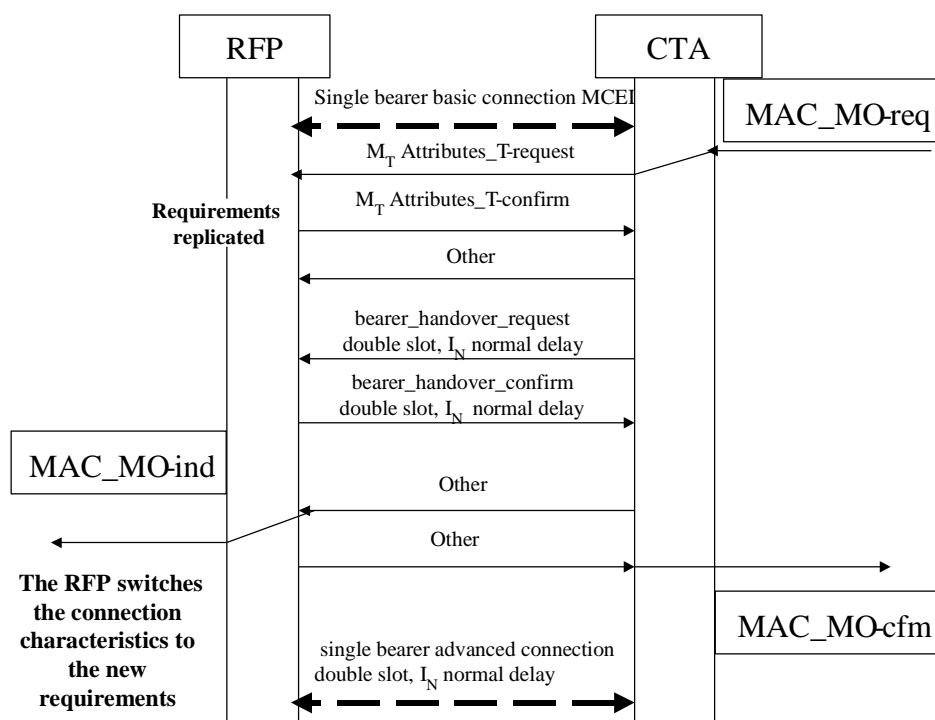 RFP
CTA
Single bearer basic connection MCEI
MAC_MO-req
M_T Attributes_T-request
Requirements
replicated
M_T Attributes_T-confirm
Other
bearer_handover_request
double slot, I_N normal delay
bearer_handover_confirm
double slot, I_N normal delay
MAC_MO-ind
Other
Other
The RFP switches
the connection
characteristics to
the new
requirements
MAC_MO-cfm
single bearer advanced connection
double slot, I_N normal delay